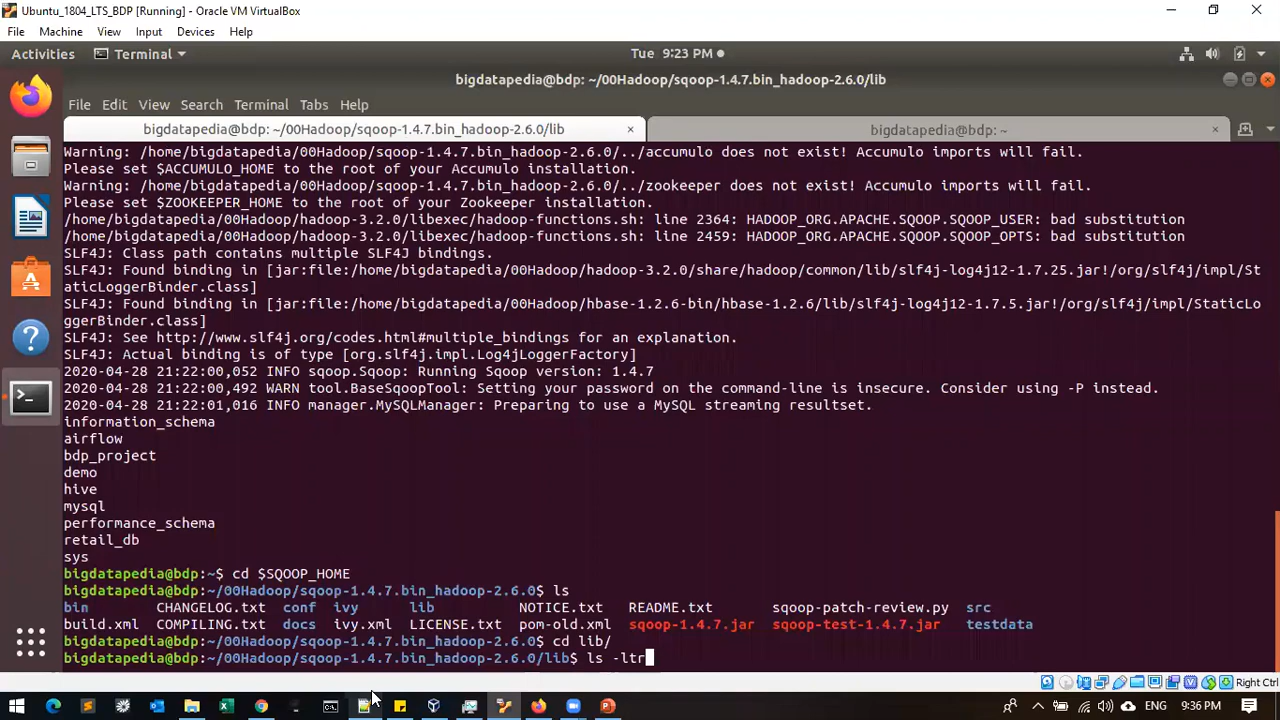 Ubuntu_1804_LTS_BDP [Running] - Oracle VM VirtualBox
File Machine View Input Devices Help
Activities Terminal Tue 9:23 PM
bigdatapedia@bdp: ~/00Hadoop/sqoop-1.4.7.bin_hadoop-2.6.0/lib
File Edit View Search Terminal Tabs Help
bigdatapedia@bdp: ~/00Hadoop/sqoop-1.4.7.bin_hadoop-2.6.0/lib bigdatapedia@bdp: ~
Warning: /home/bigdatapedia/00Hadoop/sqoop-1.4.7.bin_hadoop-2.6.0/../accumulo does not exist! Accumulo imports will fail.
Please set $ACCUMULO_HOME to the root of your Accumulo installation.
Warning: /home/bigdatapedia/00Hadoop/sqoop-1.4.7.bin_hadoop-2.6.0/../zookeeper does not exist! Accumulo imports will fail.
Please set $ZOOKEEPER_HOME to the root of your Zookeeper installation.
/home/bigdatapedia/00Hadoop/hadoop-3.2.0/libexec/hadoop-functions.sh: line 2364: HADOOP_ORG.APACHE.SQOOP.SQOOP_USER: bad substitution
/home/bigdatapedia/00Hadoop/hadoop-3.2.0/libexec/hadoop-functions.sh: line 2459: HADOOP_ORG.APACHE.SQOOP.SQOOP_OPTS: bad substitution
SLF4J: Class path contains multiple SLF4J bindings.
SLF4J: Found binding in [jar:file:/home/bigdatapedia/00Hadoop/hadoop-3.2.0/share/hadoop/common/lib/slf4j-log4j12-1.7.25.jar!/org/slf4j/impl/St
aticLoggerBinder.class]
SLF4J: Found binding in [jar:file:/home/bigdatapedia/00Hadoop/hbase-1.2.6-bin/hbase-1.2.6/lib/slf4j-log4j12-1.7.5.jar!/org/slf4j/impl/StaticLo
ggerBinder.class]
SLF4J: See http://www.slf4j.org/codes.html#multiple_bindings for an explanation.
SLF4J: Actual binding is of type [org.slf4j.impl.Log4jLoggerFactory]
2020-04-28 21:22:00,052 INFO sqoop.Sqoop: Running Sqoop version: 1.4.7
2020-04-28 21:22:00,492 WARN tool.BaseSqoopTool: Setting your password on the command-line is insecure. Consider using -P instead.
2020-04-28 21:22:01,016 INFO manager.MySQLManager: Preparing to use a MySQL streaming resultset.
information_schema
airflow
bdp_project
demo
hive
mysql
performance_schema
retail_db
sys
bigdatapedia@bdp:~$ cd $SQOOP_HOME
bigdatapedia@bdp:~/00Hadoop/sqoop-1.4.7.bin_hadoop-2.6.0$ ls
bin CHANGELOG.txt conf ivy lib NOTICE.txt README.txt sqoop-patch-review.py src
build.xml COMPILING.txt docs ivy.xml LICENSE.txt pom-old.xml sqoop-1.4.7.jar sqoop-test-1.4.7.jar testdata
bigdatapedia@bdp:~/00Hadoop/sqoop-1.4.7.bin_hadoop-2.6.0$ cd lib/
bigdatapedia@bdp:~/00Hadoop/sqoop-1.4.7.bin_hadoop-2.6.0/lib$ ls -ltr
Right Ctrl
ENG 9:36 PM